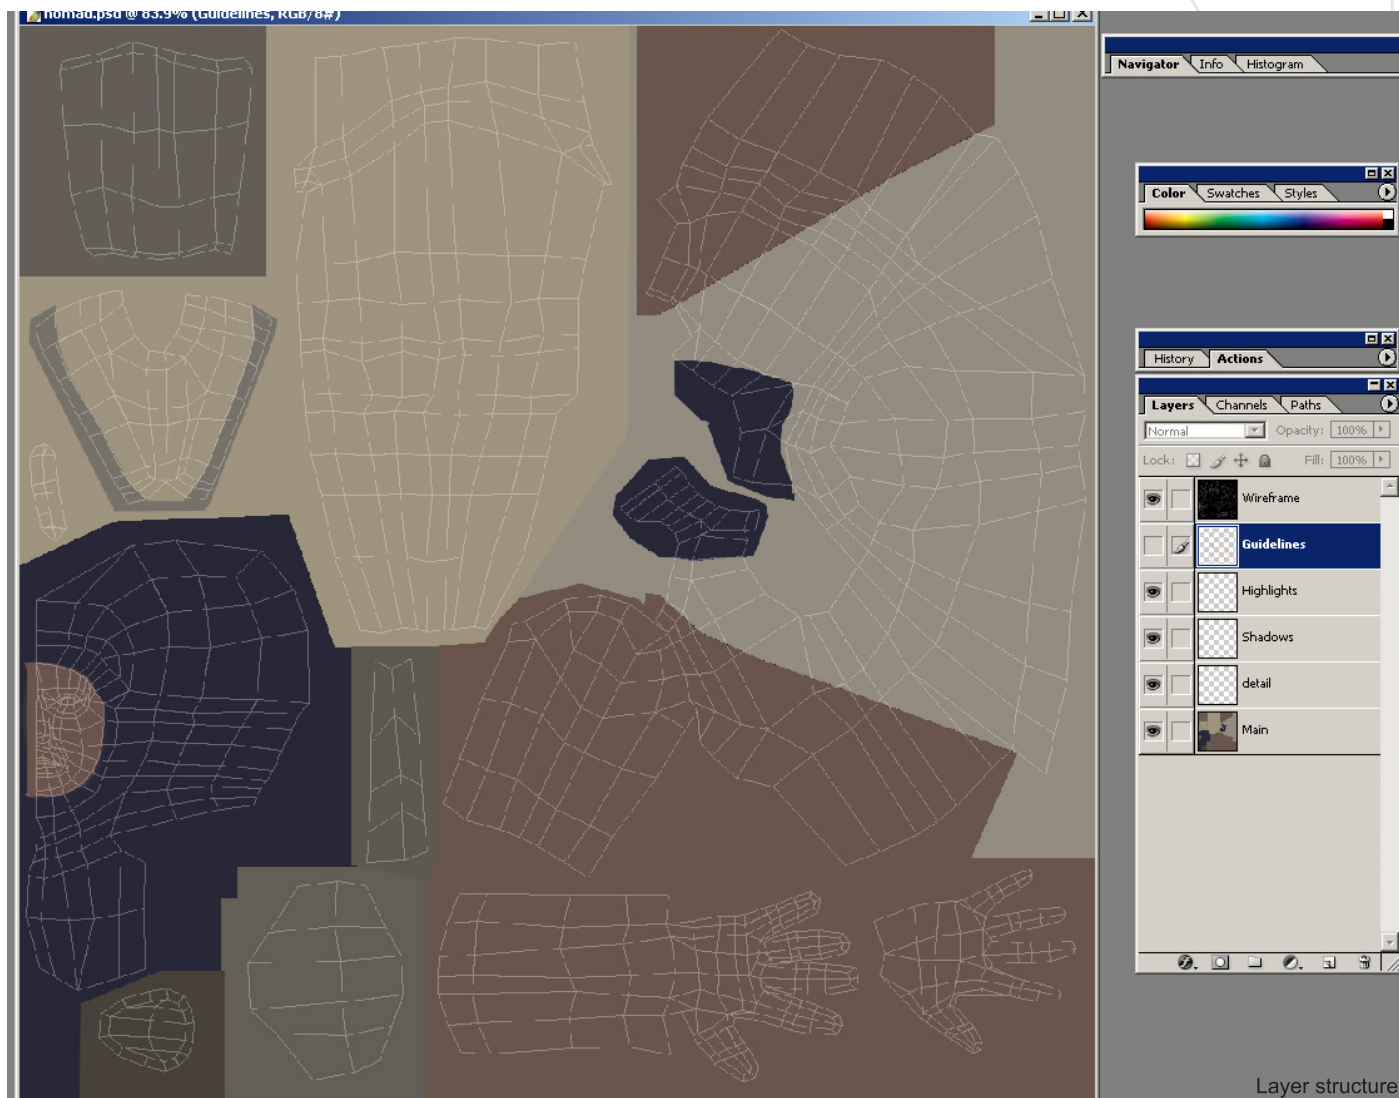 nomad.psd @ 83.9% (Guidelines, RGB/8#)
Navigator Info Histogram
Color Swatches Styles
History Actions
Layers Channels Paths
Normal Opacity: 100%
Lock: Fill: 100%
Wireframe
Guidelines
Highlights
Shadows
detail
Main
Layer structure